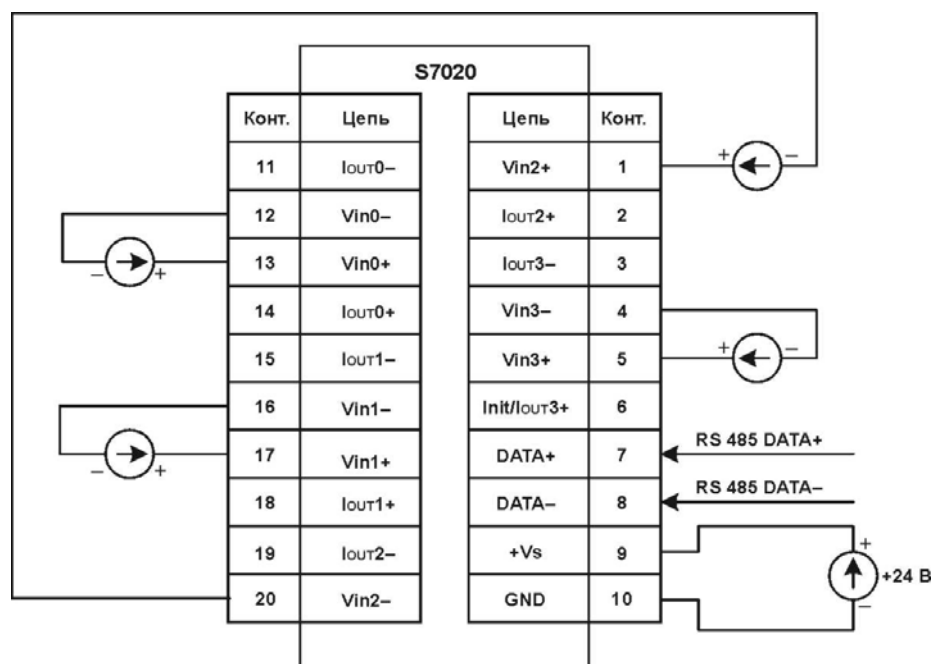 S7020
Конт. Цепь Цепь Конт.
11 IOUT0– Vin2+ 1
12 Vin0– IOUT2+ 2
13 Vin0+ IOUT3– 3
14 IOUT0+ Vin3– 4
15 IOUT1– Vin3+ 5
16 Vin1– Init/IOUT3+ 6
17 Vin1+ DATA+ 7
18 IOUT1+ DATA– 8
19 IOUT2– +Vs 9
20 Vin2– GND 10
+ –
– +
+ –
– +
RS 485 DATA+
RS 485 DATA–
+
+24 В
–